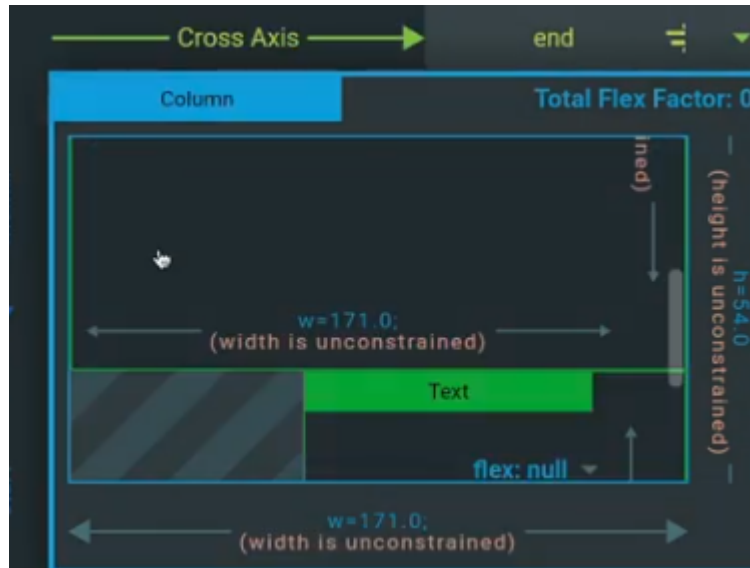 Cross Axis
end
Column
Total Flex Factor: 0
ined)
w=171.0;
(width is unconstrained)
h=54.0
(height is unconstrained)
Text
flex: null
w=171.0;
(width is unconstrained)